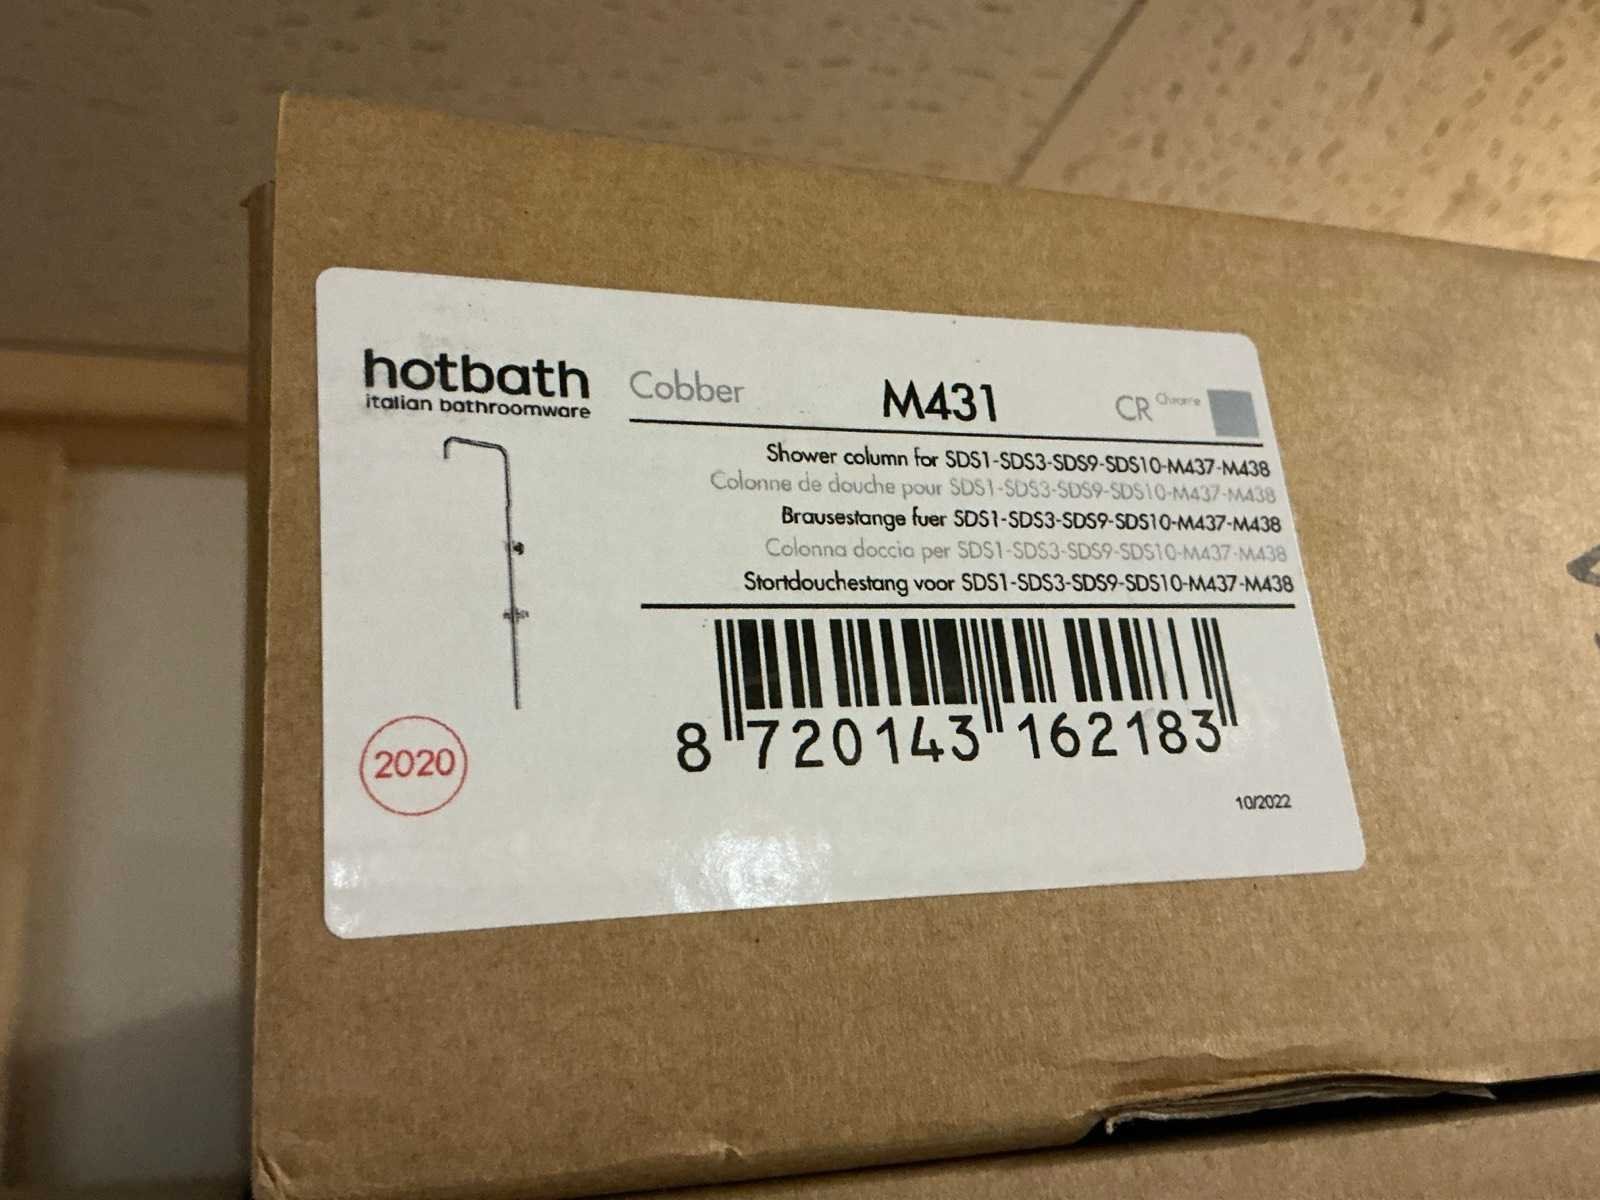 hotbath
italian bathroomware
Cobber
M431
CR Chrome
Shower column for SDS1-SDS3-SDS9-SDS10-M437-M438
Colonne de douche pour SDS1-SDS3-SDS9-SDS10-M437-M438
Brausestange fuer SDS1-SDS3-SDS9-SDS10-M437-M438
Colonna doccia per SDS1-SDS3-SDS9-SDS10-M437-M438
Stortdouchestang voor SDS1-SDS3-SDS9-SDS10-M437-M438
8 720143 162183
2020
10/2022